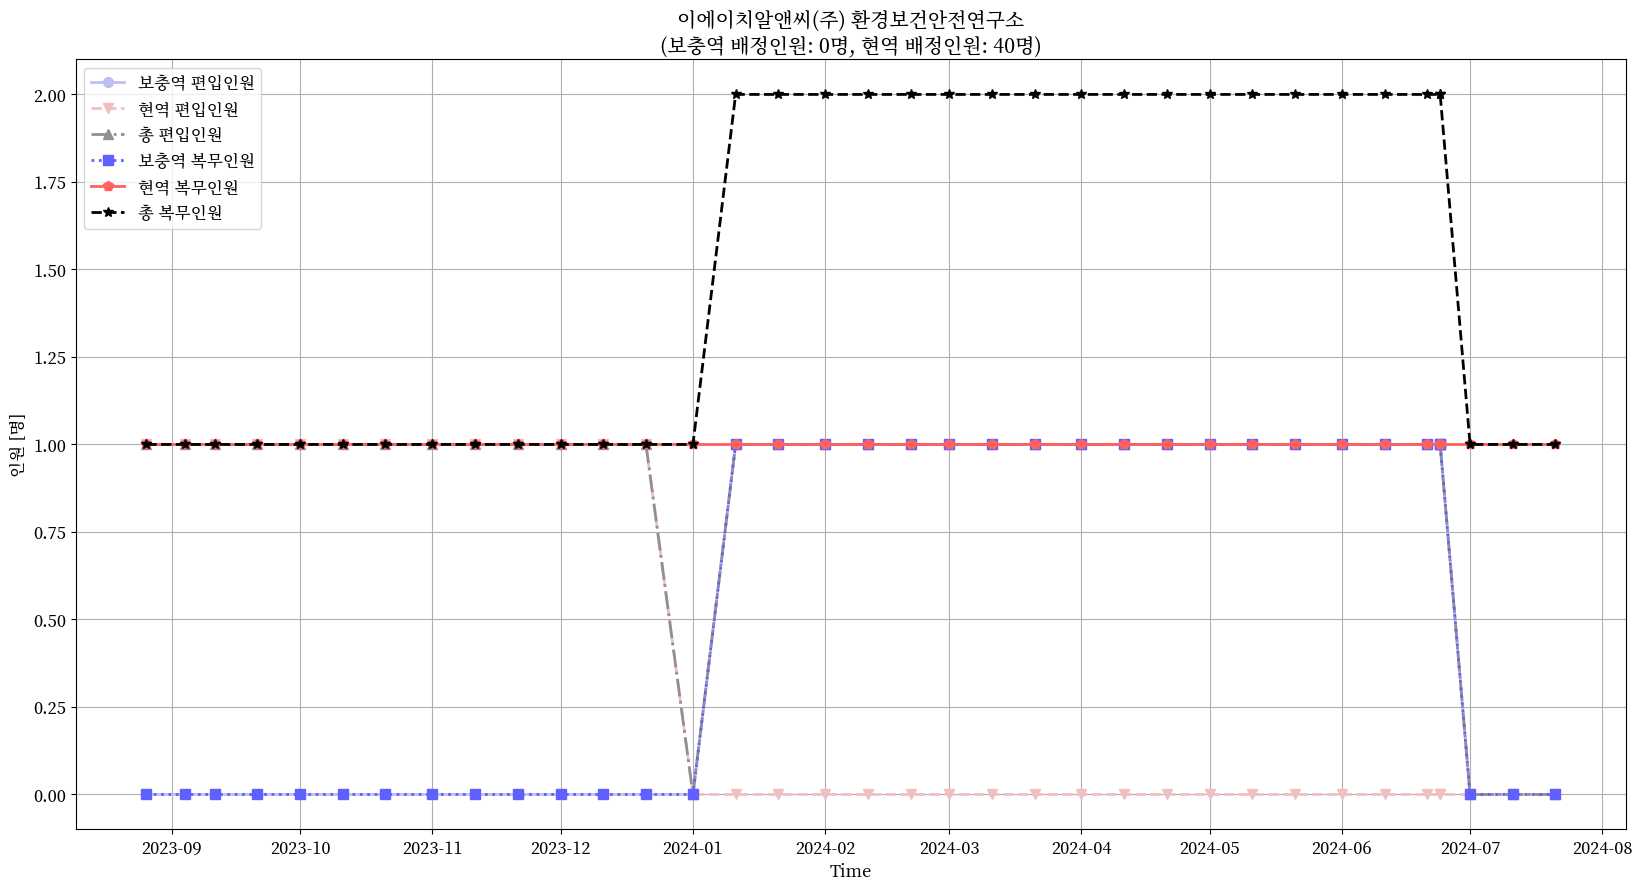 이에이치알앤씨(주) 환경보건안전연구소
(보충역 배정인원: 0명, 현역 배정인원: 40명)
보충역 편입인원
현역 편입인원
총 편입인원
보충역 복무인원
현역 복무인원
총 복무인원
2.00
1.75
1.50
1.25
1.00
0.75
0.50
0.25
0.00
인원 [명]
2023-09 2023-10 2023-11 2023-12 2024-01 2024-02 2024-03 2024-04 2024-05 2024-06 2024-07 2024-08
Time